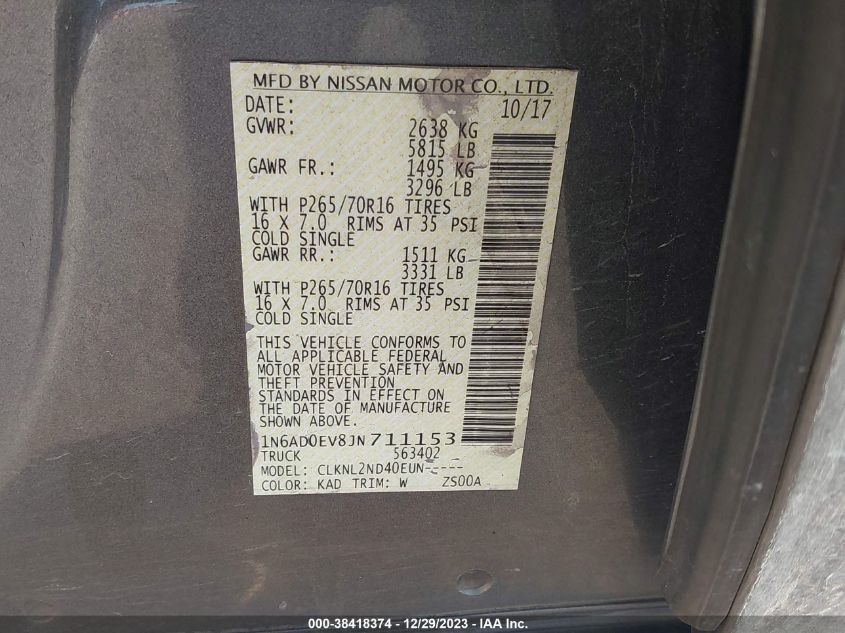 MFD BY NISSAN MOTOR CO., LTD.
DATE: 10/17
GVWR: 2638 KG
5815 LB
GAWR FR.: 1495 KG
3296 LB
WITH P265/70R16 TIRES
16 X 7.0 RIMS AT 35 PSI
COLD SINGLE
GAWR RR.: 1511 KG
3331 LB
WITH P265/70R16 TIRES
16 X 7.0 RIMS AT 35 PSI
COLD SINGLE
THIS VEHICLE CONFORMS TO
ALL APPLICABLE FEDERAL
MOTOR VEHICLE SAFETY AND
THEFT PREVENTION
STANDARDS IN EFFECT ON
THE DATE OF MANUFACTURE
SHOWN ABOVE.
1N6AD0EV8JN711153
TRUCK 563402
MODEL: CLKNL2ND40EUN-----
COLOR: KAD TRIM: W ZS00A
000-38418374 - 12/29/2023 - IAA Inc.